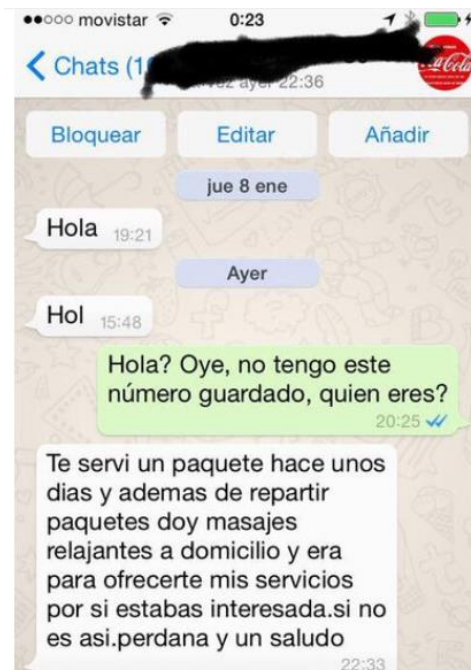 movistar 0:23
Chats (1
vez ayer 22:36
Bloquear Editar Añadir
jue 8 ene
Hola 19:21
Ayer
Hol 15:48
Hola? Oye, no tengo este
número guardado, quien eres?
20:25
Te servi un paquete hace unos
dias y ademas de repartir
paquetes doy masajes
relajantes a domicilio y era
para ofrecerte mis servicios
por si estabas interesada.si no
es asi.perdana y un saludo
22:33